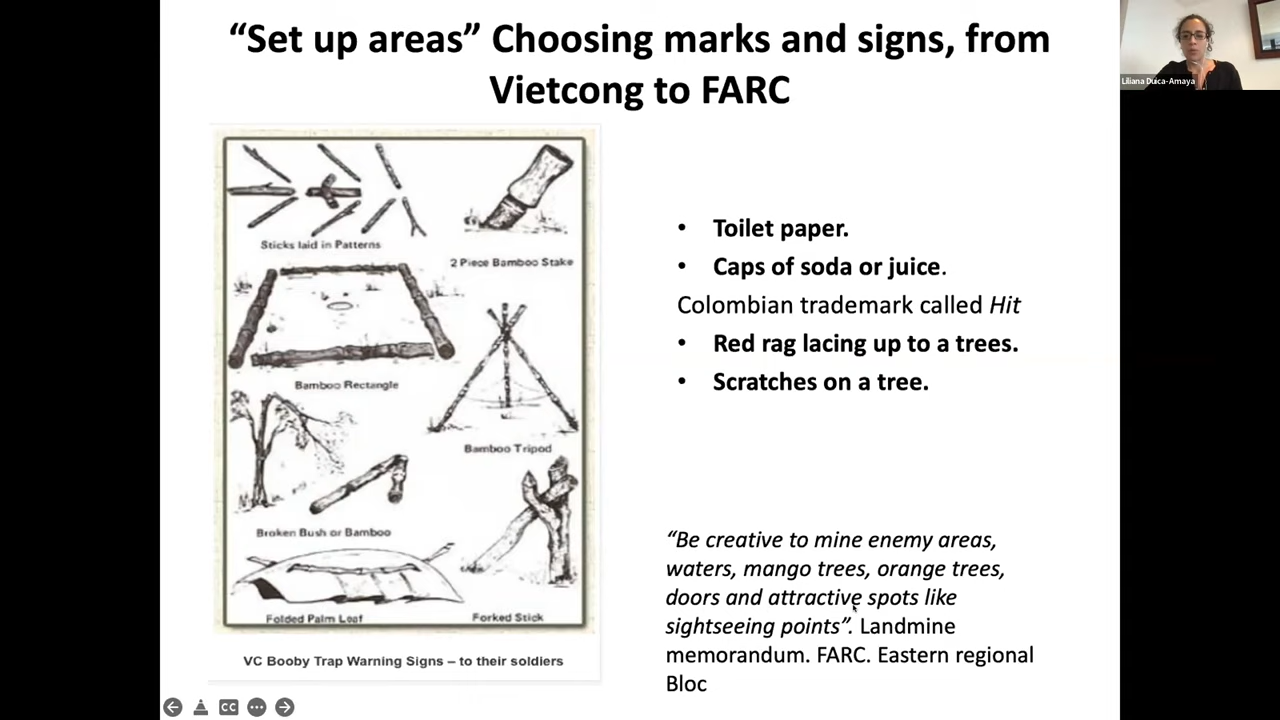 “Set up areas” Choosing marks and signs, from
Vietcong to FARC
Liliana Duica-Amaya
Sticks laid in Patterns
2 Piece Bamboo Stake
Bamboo Rectangle
Bamboo Tripod
Broken Bush or Bamboo
Folded Palm Leaf
Forked Stick
VC Booby Trap Warning Signs – to their soldiers
• Toilet paper.
• Caps of soda or juice.
Colombian trademark called Hit
• Red rag lacing up to a trees.
• Scratches on a tree.
“Be creative to mine enemy areas,
waters, mango trees, orange trees,
doors and attractive spots like
sightseeing points”. Landmine
memorandum. FARC. Eastern regional
Bloc
CC